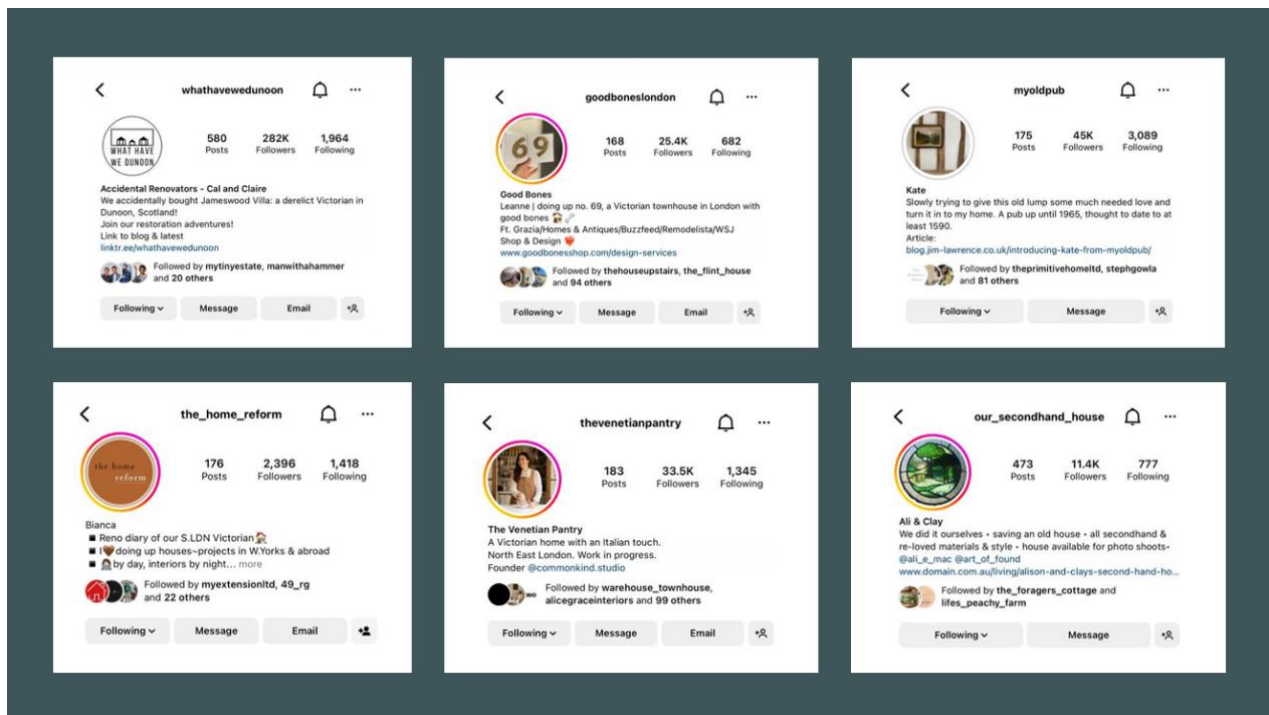 whathavewedunoon
WHAT HAVE
WE DUNOON
580 282K 1,964
Posts Followers Following
Accidental Renovators - Cal and Claire
We accidentally bought Jameswood Villa: a derelict Victorian in
Dunoon, Scotland!
Join our restoration adventures!
Link to blog & latest
linktr.ee/whathavewedunoon
Followed by mytinyestate, manwithahammer
and 20 others
Following Message Email
goodboneslondon
69
168 25.4K 682
Posts Followers Following
Good Bones
Leanne | doing up no. 69, a Victorian townhouse in London with
good bones 🏚️🦴
Ft. Grazia/Homes & Antiques/Buzzfeed/Remodelista/WSJ
Shop & Design 🧡
www.goodbonesshop.com/design-services
Followed by thehouseupstairs, the_flint_house
and 94 others
Following Message Email
myoldpub
175 45K 3,089
Posts Followers Following
Kate
Slowly trying to give this old lump some much needed love and
turn it in to my home. A pub up until 1965, thought to date to at
least 1590.
Article:
blog.jim-lawrence.co.uk/introducing-kate-from-myoldpub/
Followed by theprimitivehomeltd, stephgowla
and 81 others
Following Message
the_home_reform
the home
reform
176 2,396 1,418
Posts Followers Following
Bianca
◾ Reno diary of our S.LDN Victorian🏠
◾ I🤎doing up houses~projects in W.Yorks & abroad
◾ by day, interiors by night... more
Followed by myextensionltd, 49_rg
and 22 others
Following Message Email
thevenetianpantry
183 33.5K 1,345
Posts Followers Following
The Venetian Pantry
A Victorian home with an Italian touch.
North East London. Work in progress.
Founder @commonkind.studio
Followed by warehouse_townhouse,
alicegraceinteriors and 99 others
Following Message Email
our_secondhand_house
473 11.4K 777
Posts Followers Following
Ali & Clay
We did it ourselves • saving an old house • all secondhand &
re-loved materials & style • house available for photo shoots•
@ali_e_mac @art_of_found
www.domain.com.au/living/alison-and-clays-second-hand-ho...
Followed by the_foragers_cottage and
lifes_peachy_farm
Following Message